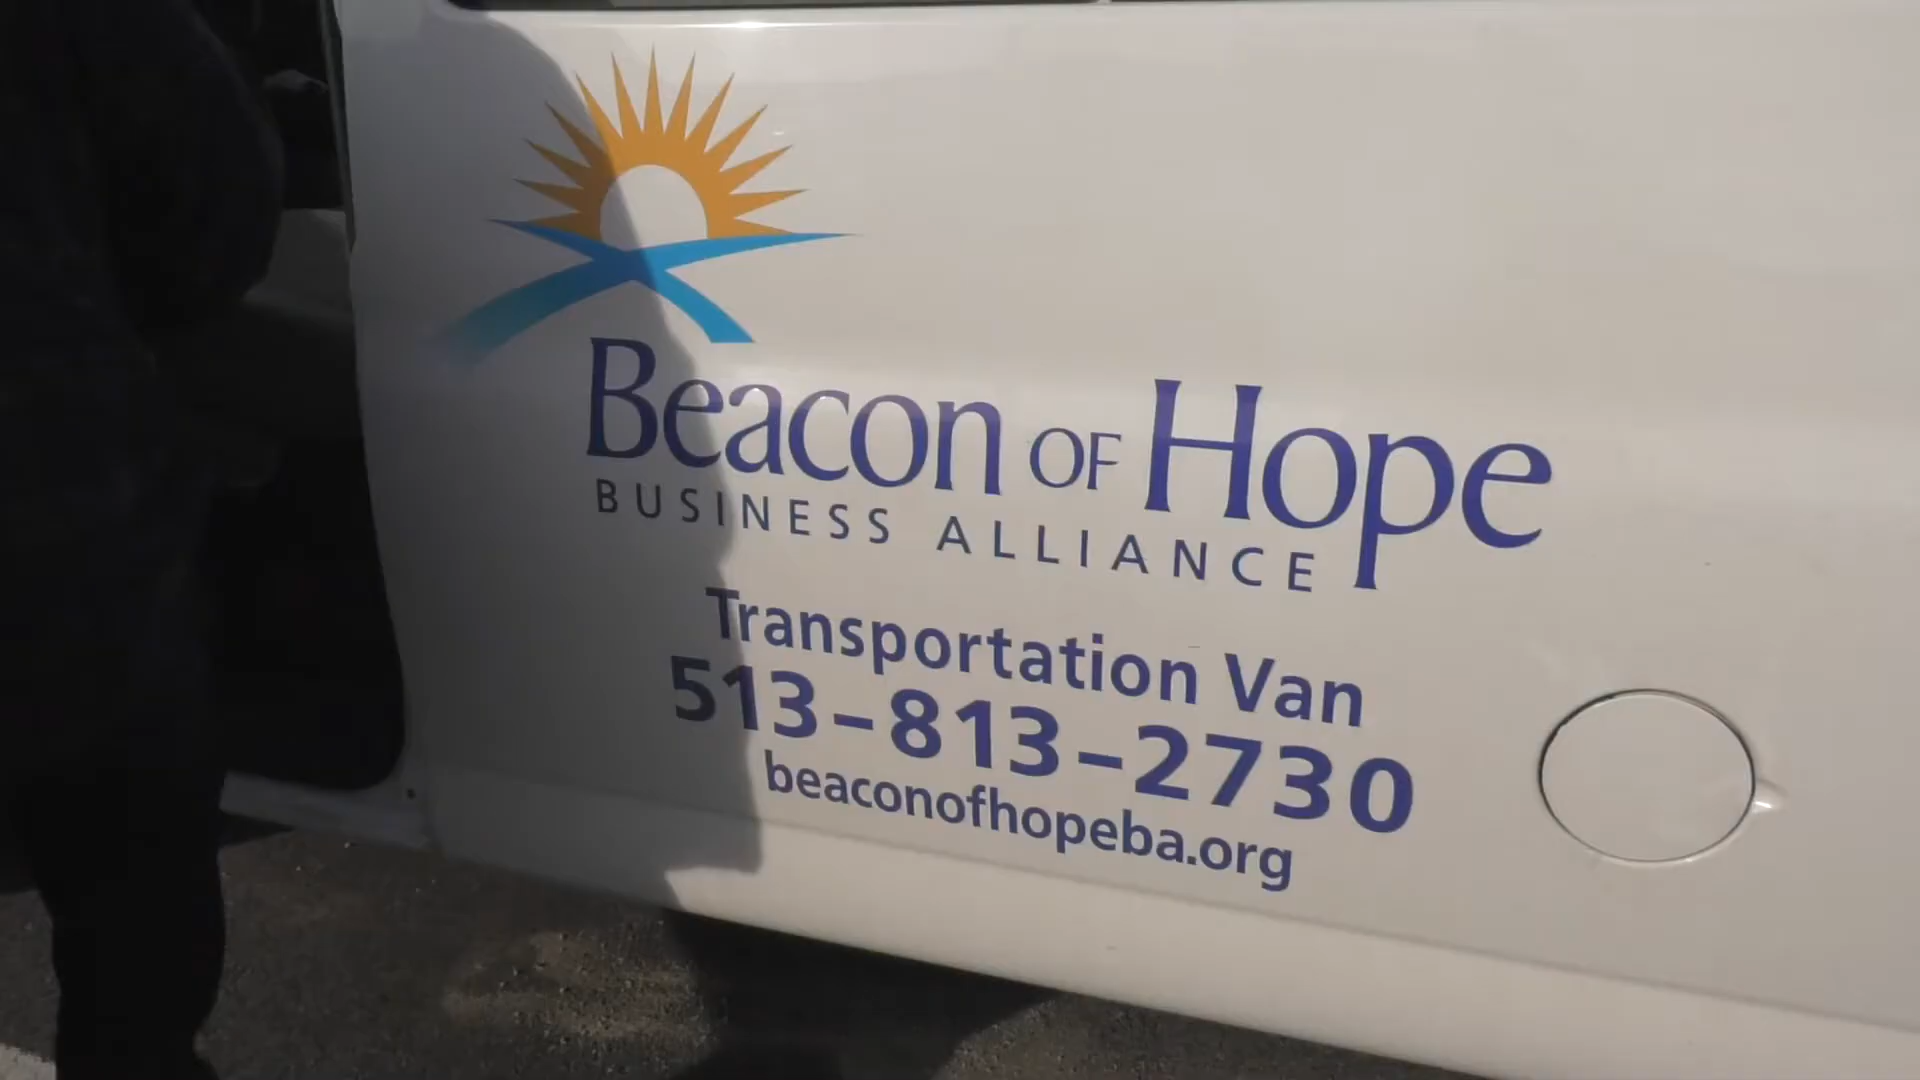 Beacon of Hope
BUSINESS ALLIANCE
Transportation Van
513-813-2730
beaconofhopeba.org